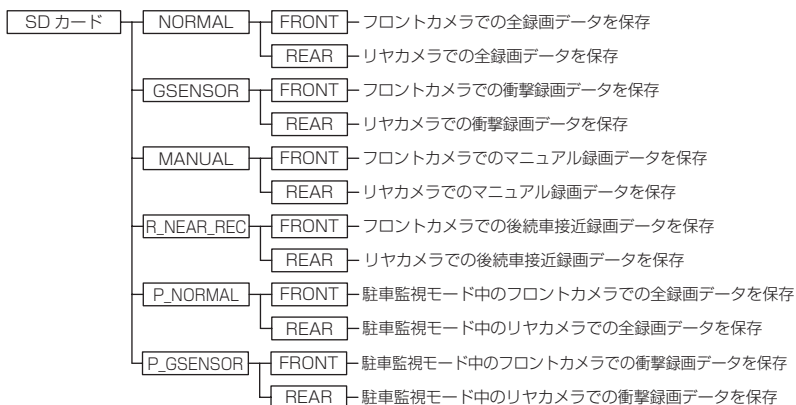 SD カード NORMAL FRONT フロントカメラでの全録画データを保存
REAR リヤカメラでの全録画データを保存
GSENSOR FRONT フロントカメラでの衝撃録画データを保存
REAR リヤカメラでの衝撃録画データを保存
MANUAL FRONT フロントカメラでのマニュアル録画データを保存
REAR リヤカメラでのマニュアル録画データを保存
R_NEAR_REC FRONT フロントカメラでの後続車接近録画データを保存
REAR リヤカメラでの後続車接近録画データを保存
P_NORMAL FRONT 駐車監視モード中のフロントカメラでの全録画データを保存
REAR 駐車監視モード中のリヤカメラでの全録画データを保存
P_GSENSOR FRONT 駐車監視モード中のフロントカメラでの衝撃録画データを保存
REAR 駐車監視モード中のリヤカメラでの衝撃録画データを保存